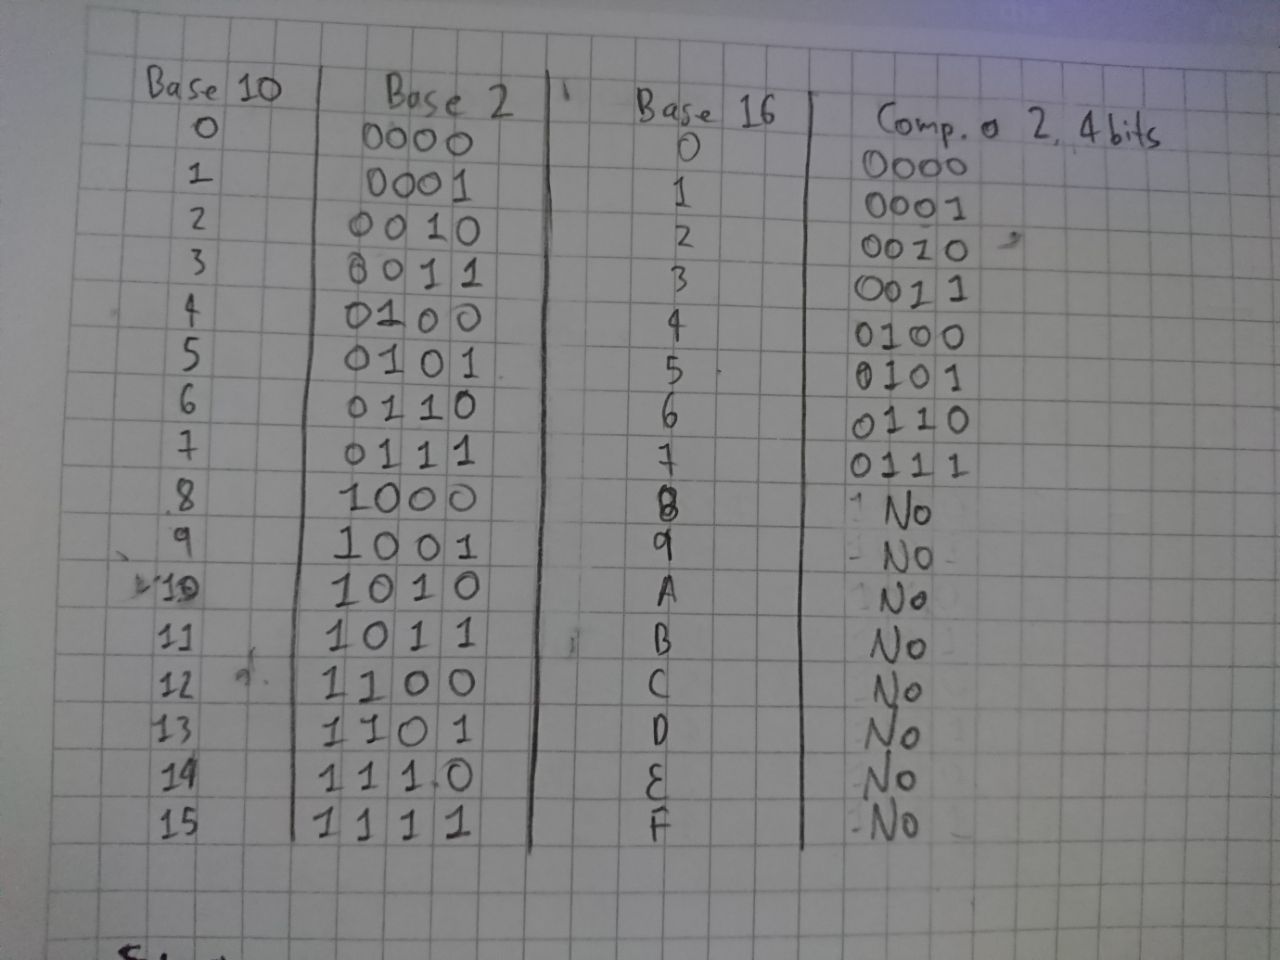 Base 10 Base 2 Base 16 Comp. a 2, 4 bits
0 0000 0 0000
1 0001 1 0001
2 0010 2 0010
3 0011 3 0011
4 0100 4 0100
5 0101 5 0101
6 0110 6 0110
7 0111 7 0111
8 1000 8 No
9 1001 9 No
10 1010 A No
11 1011 B No
12 1100 C No
13 1101 D No
14 1110 E No
15 1111 F No